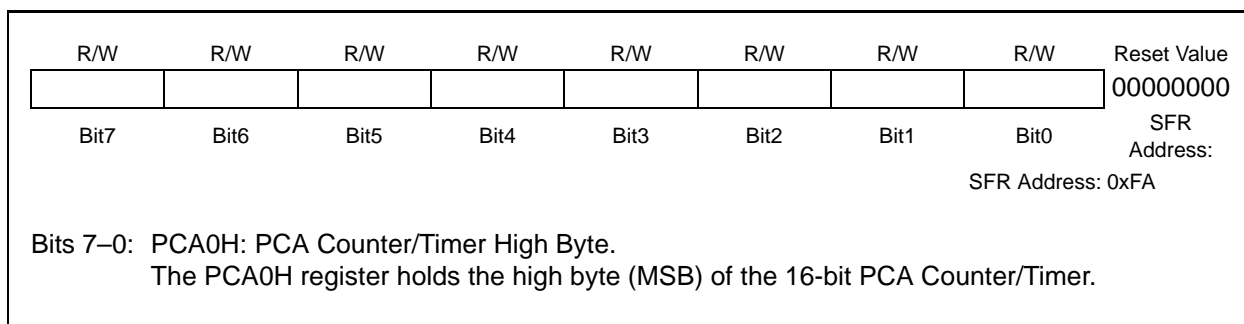 R/W R/W R/W R/W R/W R/W R/W R/W Reset Value
00000000
Bit7 Bit6 Bit5 Bit4 Bit3 Bit2 Bit1 Bit0 SFR Address:
SFR Address: 0xFA
Bits 7–0: PCA0H: PCA Counter/Timer High Byte.
The PCA0H register holds the high byte (MSB) of the 16-bit PCA Counter/Timer.